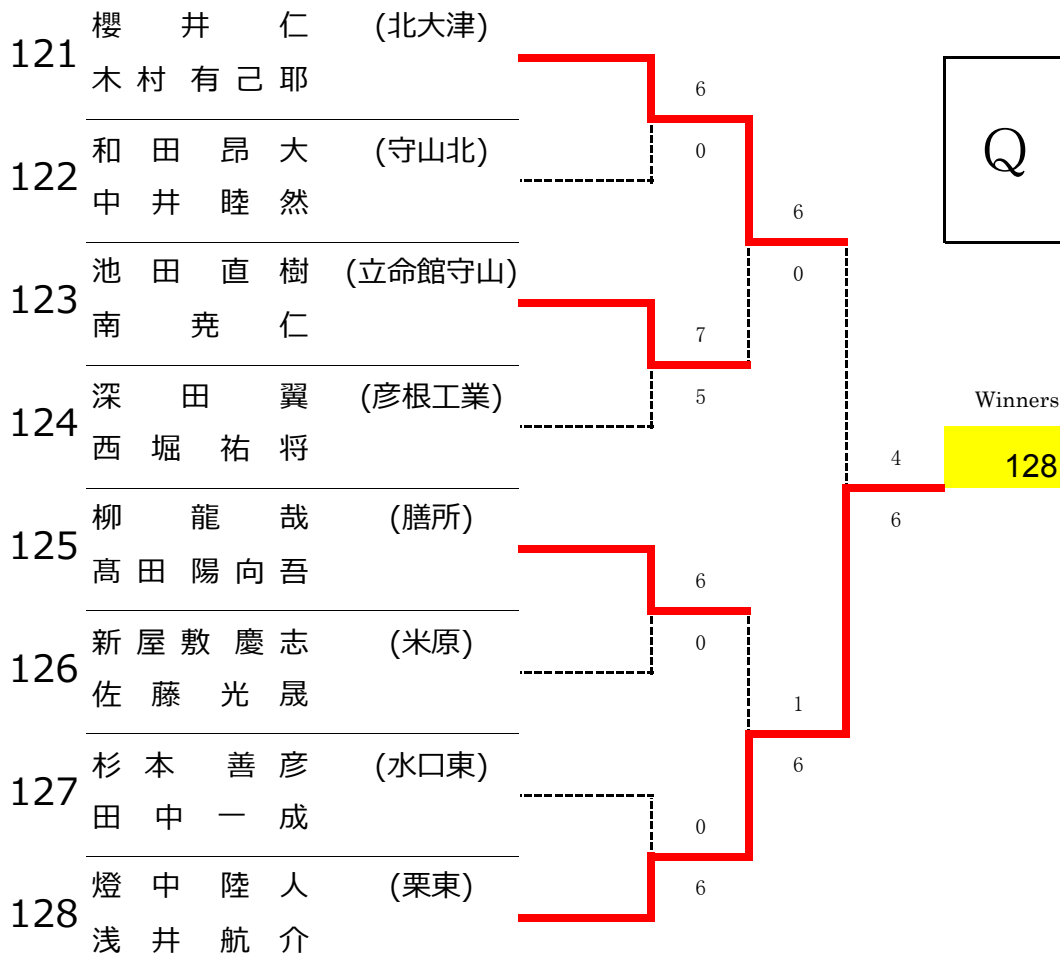 121 櫻井 仁 (北大津)
木村 有己耶
6
0
122 和田 昂大 (守山北)
中井 睦然
6
0
Q
123 池田 直樹 (立命館守山)
南 尭仁
7
5
124 深田 翼 (彦根工業)
西堀 祐将
Winners
128
4
6
125 柳 龍哉 (膳所)
髙田 陽向吾
6
0
126 新屋敷 慶志 (米原)
佐藤 光晟
1
6
127 杉本 善彦 (水口東)
田中 一成
0
6
128 燈中 陸人 (栗東)
浅井 航介